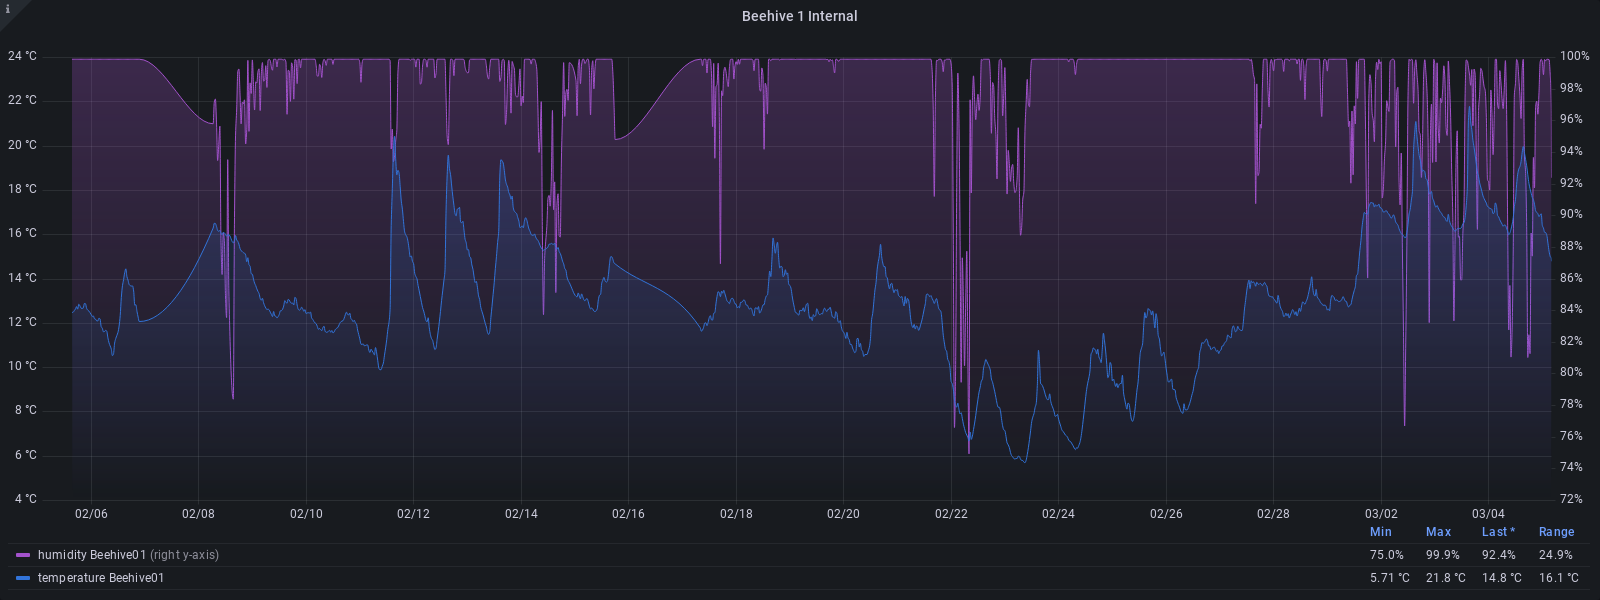 i
Beehive 1 Internal
24 °C 100%
98%
22 °C
96%
20 °C
94%
18 °C 92%
90%
16 °C
88%
14 °C 86%
84%
12 °C
82%
10 °C
80%
8 °C 78%
76%
6 °C
74%
4 °C 72%
02/06 02/08 02/10 02/12 02/14 02/16 02/18 02/20 02/22 02/24 02/26 02/28 03/02 03/04
Min Max Last * Range
humidity Beehive01 (right y-axis) 75.0% 99.9% 92.4% 24.9%
temperature Beehive01 5.71 °C 21.8 °C 14.8 °C 16.1 °C